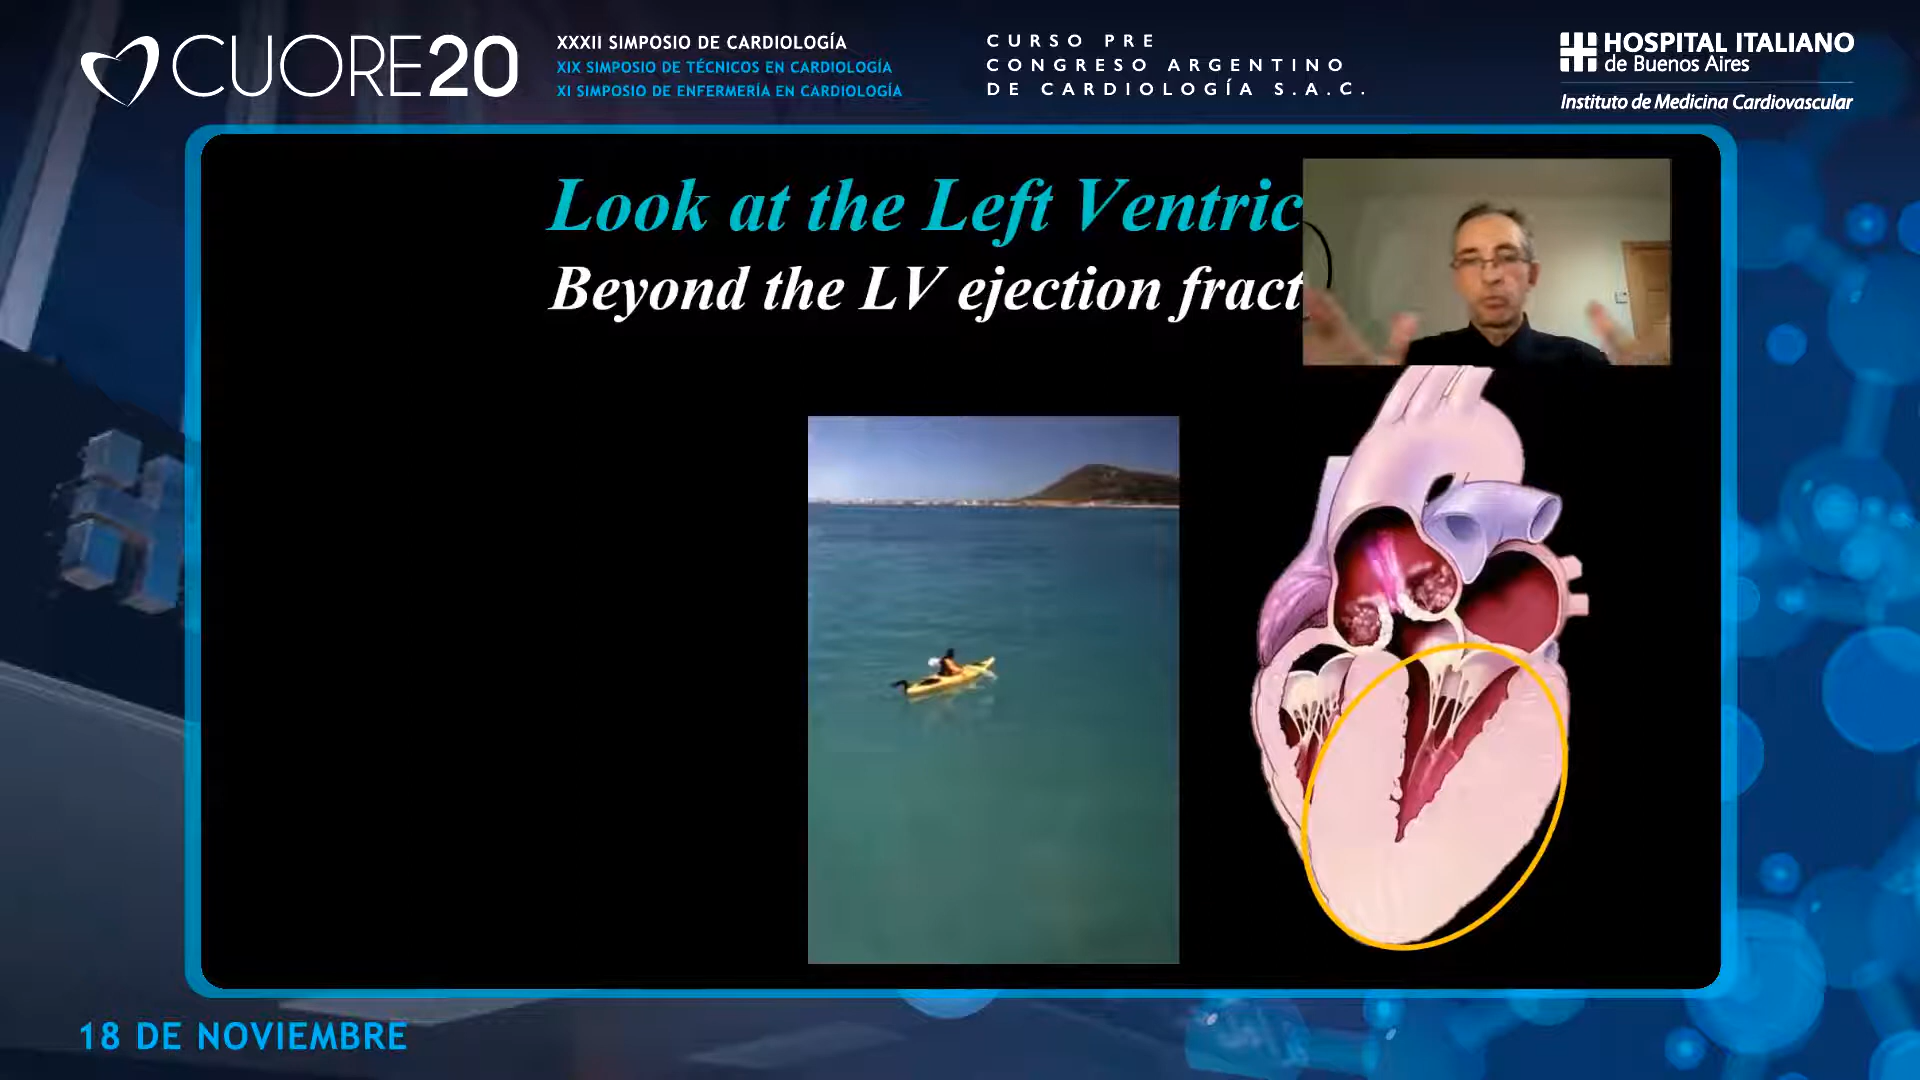 CUORE20
XXXII SIMPOSIO DE CARDIOLOGÍA
XIX SIMPOSIO DE TÉCNICOS EN CARDIOLOGÍA
XI SIMPOSIO DE ENFERMERÍA EN CARDIOLOGÍA
CURSO PRE
CONGRESO ARGENTINO
DE CARDIOLOGÍA S.A.C.
HOSPITAL ITALIANO
de Buenos Aires
Instituto de Medicina Cardiovascular
Look at the Left Ventric
Beyond the LV ejection fract
18 DE NOVIEMBRE